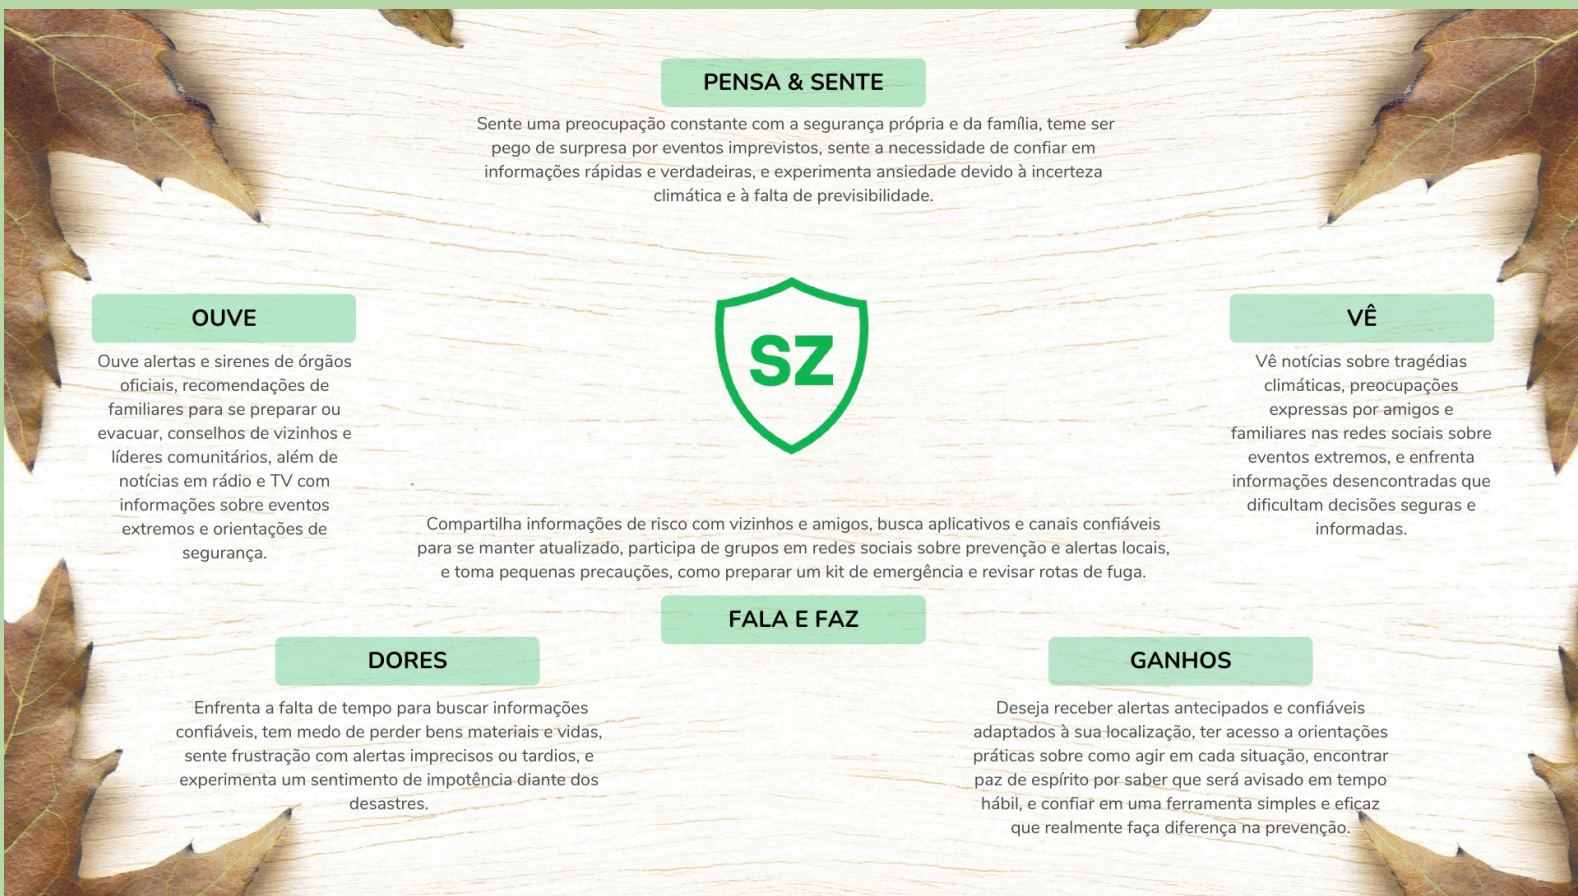 PENSA & SENTE
Sente uma preocupação constante com a segurança própria e da família, teme ser
pego de surpresa por eventos imprevistos, sente a necessidade de confiar em
informações rápidas e verdadeiras, e experimenta ansiedade devido à incerteza
climática e à falta de previsibilidade.
OUVE
Ouve alertas e sirenes de órgãos
oficiais, recomendações de
familiares para se preparar ou
evacuar, conselhos de vizinhos e
líderes comunitários, além de
notícias em rádio e TV com
informações sobre eventos
extremos e orientações de
segurança.
SZ
VÊ
Vê notícias sobre tragédias
climáticas, preocupações
expressas por amigos e
familiares nas redes sociais sobre
eventos extremos, e enfrenta
informações desencontradas que
dificultam decisões seguras e
informadas.
Compartilha informações de risco com vizinhos e amigos, busca aplicativos e canais confiáveis
para se manter atualizado, participa de grupos em redes sociais sobre prevenção e alertas locais,
e toma pequenas precauções, como preparar um kit de emergência e revisar rotas de fuga.
FALA E FAZ
DORES
Enfrenta a falta de tempo para buscar informações
confiáveis, tem medo de perder bens materiais e vidas,
sente frustração com alertas imprecisos ou tardios, e
experimenta um sentimento de impotência diante dos
desastres.
GANHOS
Deseja receber alertas antecipados e confiáveis
adaptados à sua localização, ter acesso a orientações
práticas sobre como agir em cada situação, encontrar
paz de espírito por saber que será avisado em tempo
hábil, e confiar em uma ferramenta simples e eficaz
que realmente faça diferença na prevenção.